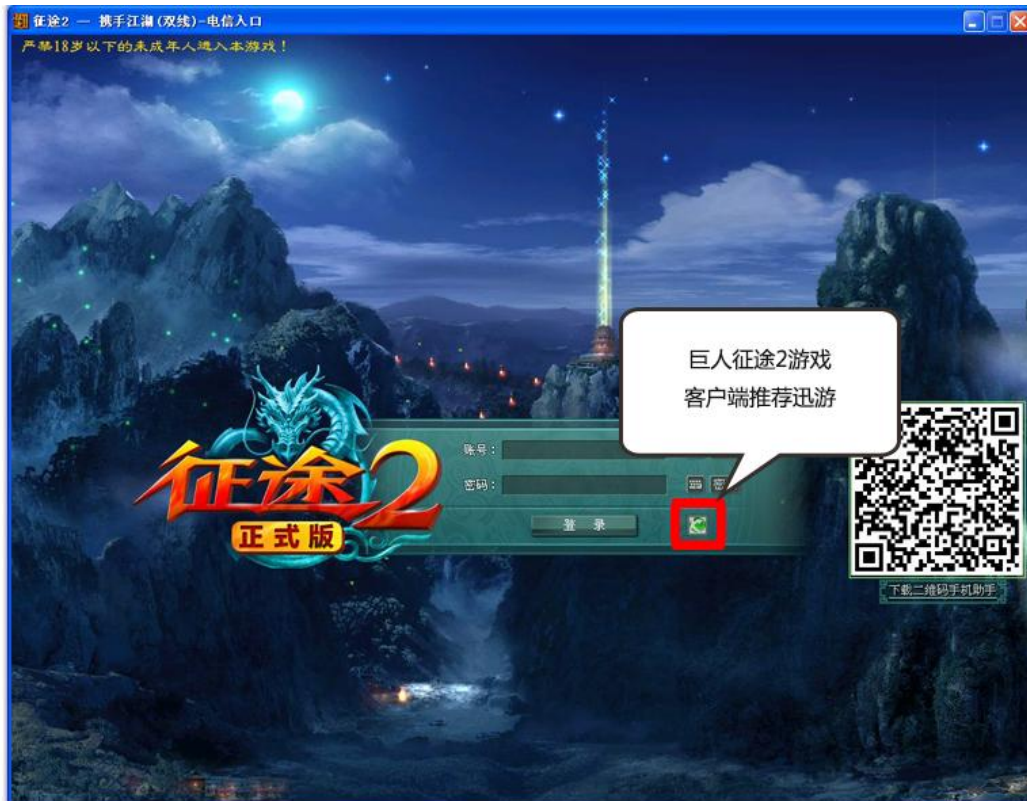 征途2 — 携手江湖(双线)-电信入口
严禁18岁以下的未成年人进入本游戏！
巨人征途2游戏
客户端推荐迅游
账号：
密码：
密
登 录
征途2
正式版
下载二维码手机助手